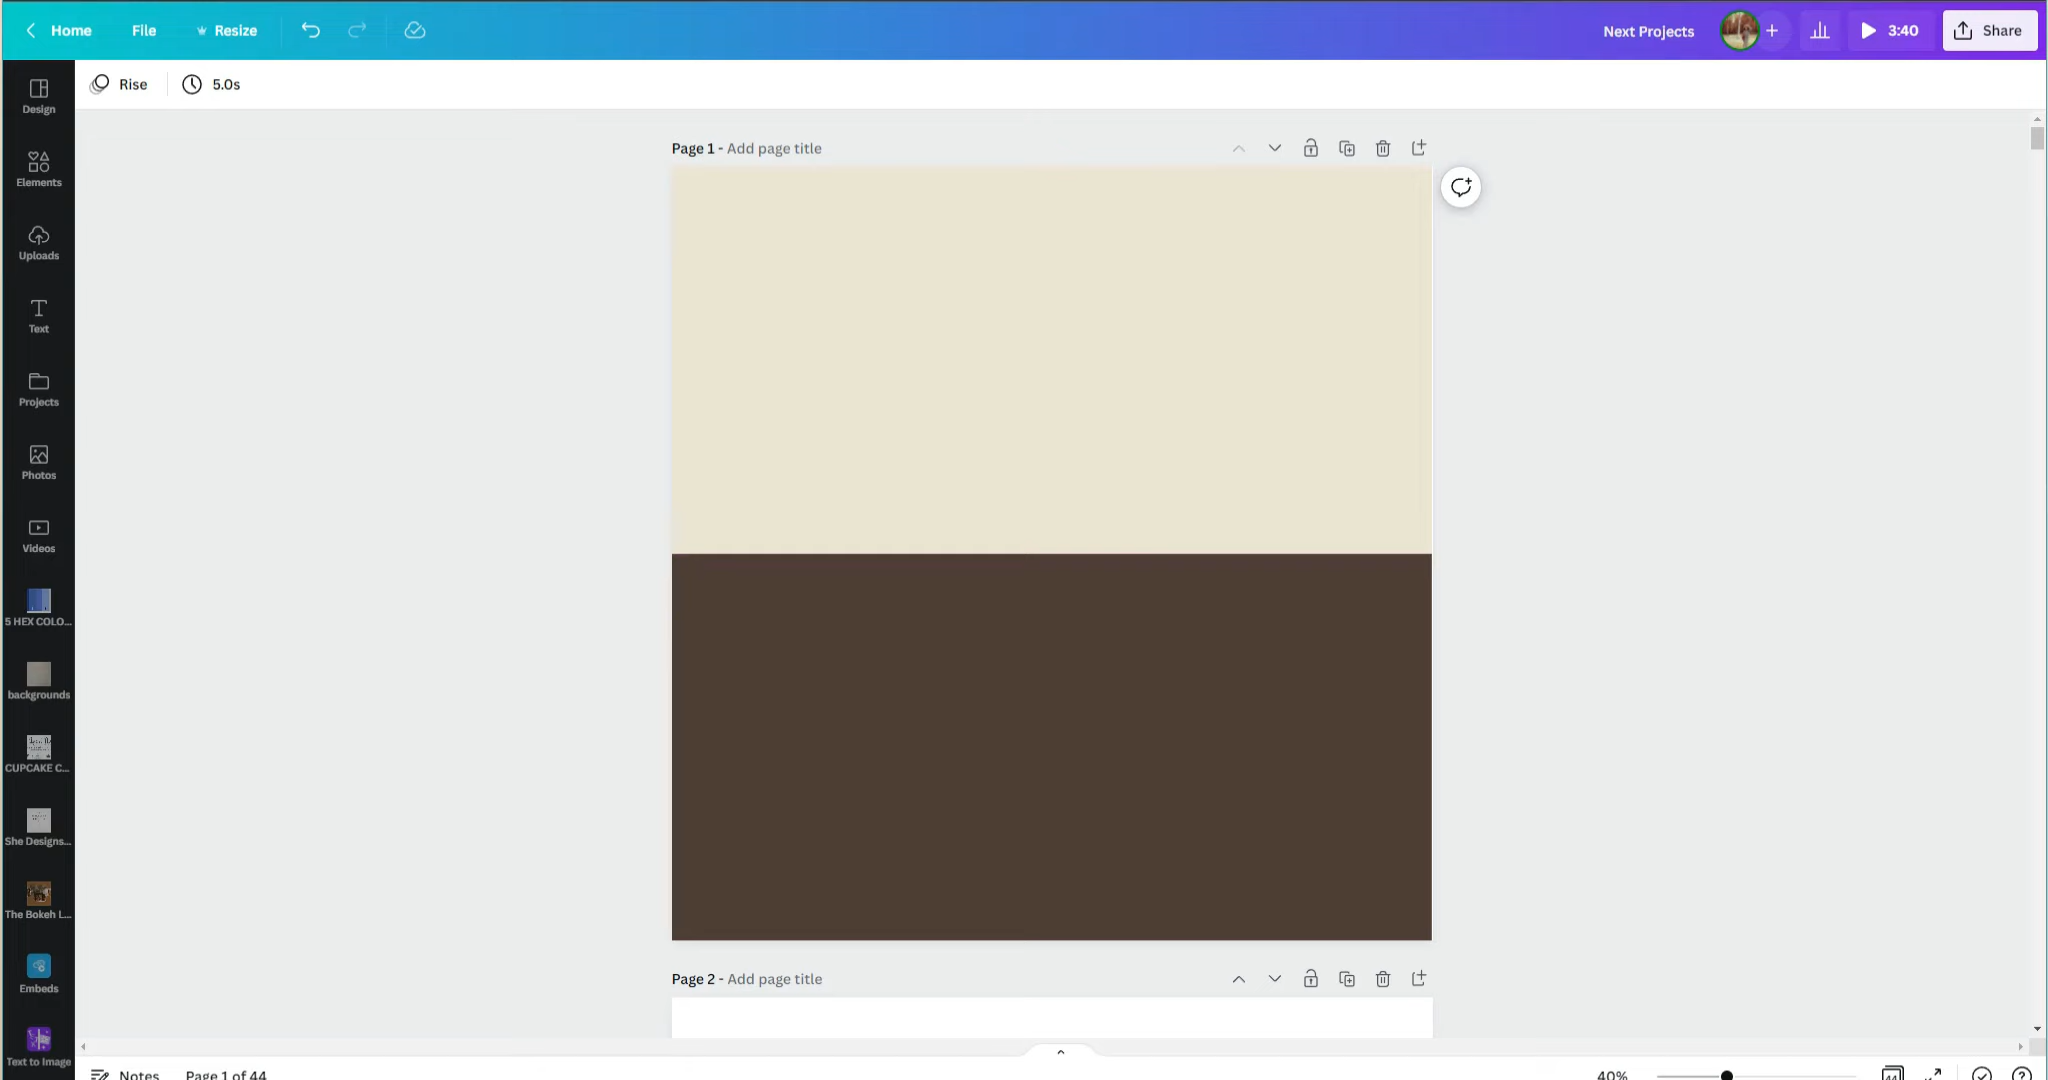 Home File Resize Next Projects 3:40 Share
Rise 5.0s
Design
Elements
Uploads
Text
Projects
Photos
Videos
5 HEX COLO...
backgrounds
CUPCAKE C...
She Designs...
The Bokeh L...
Embeds
Text to Image
Page 1 - Add page title
Page 2 - Add page title
Notes Page 1 of 44 40% 44